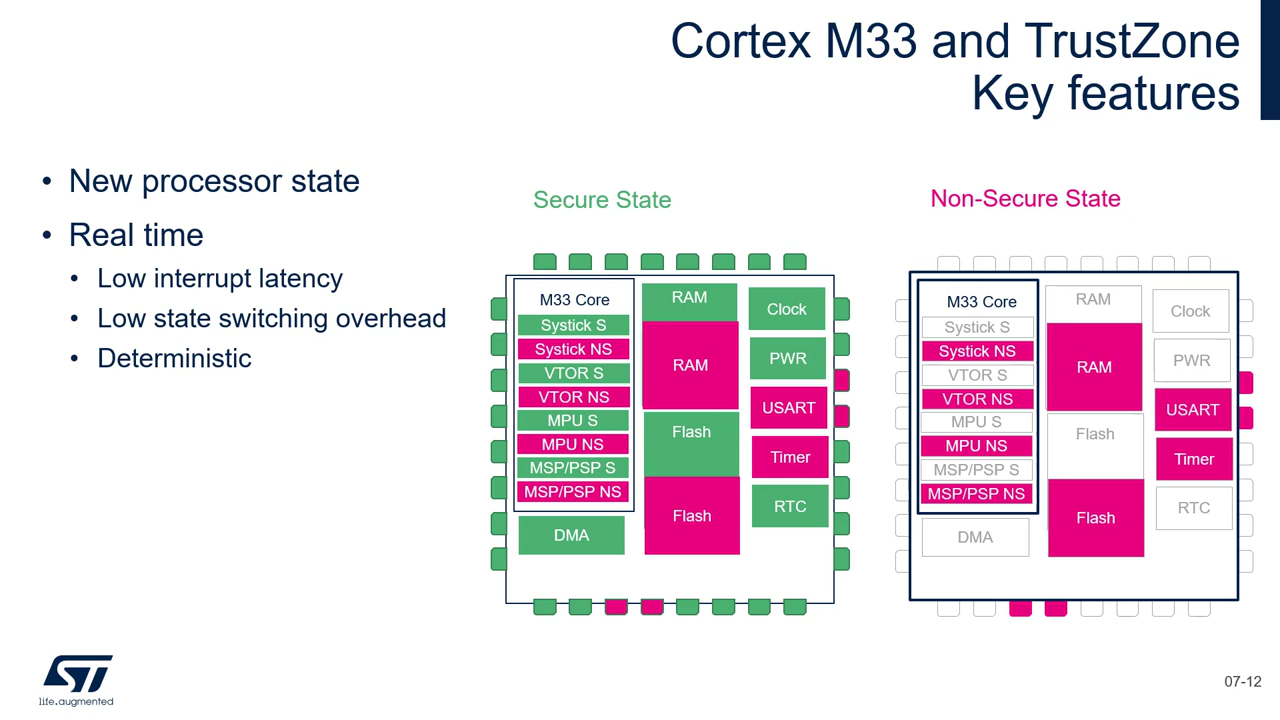 Cortex M33 and TrustZone
Key features
• New processor state
• Real time
• Low interrupt latency
• Low state switching overhead
• Deterministic
Secure State
M33 Core
Systick S
Systick NS
VTOR S
VTOR NS
MPU S
MPU NS
MSP/PSP S
MSP/PSP NS
DMA
RAM
RAM
Flash
Flash
Clock
PWR
USART
Timer
RTC
Non-Secure State
M33 Core
Systick S
Systick NS
VTOR S
VTOR NS
MPU S
MPU NS
MSP/PSP S
MSP/PSP NS
DMA
RAM
RAM
Flash
Flash
Clock
PWR
USART
Timer
RTC
ST
life.augmented
07-12